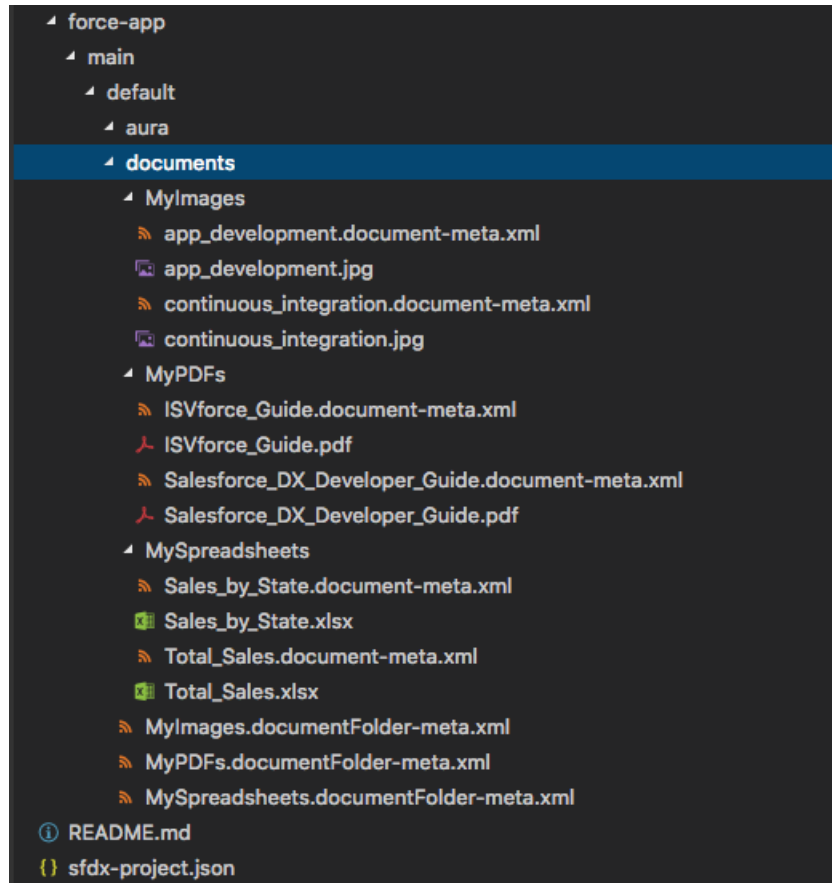 force-app
main
default
aura
documents
MyImages
app_development.document-meta.xml
app_development.jpg
continuous_integration.document-meta.xml
continuous_integration.jpg
MyPDFs
ISVforce_Guide.document-meta.xml
ISVforce_Guide.pdf
Salesforce_DX_Developer_Guide.document-meta.xml
Salesforce_DX_Developer_Guide.pdf
MySpreadsheets
Sales_by_State.document-meta.xml
Sales_by_State.xlsx
Total_Sales.document-meta.xml
Total_Sales.xlsx
MyImages.documentFolder-meta.xml
MyPDFs.documentFolder-meta.xml
MySpreadsheets.documentFolder-meta.xml
README.md
{} sfdx-project.json